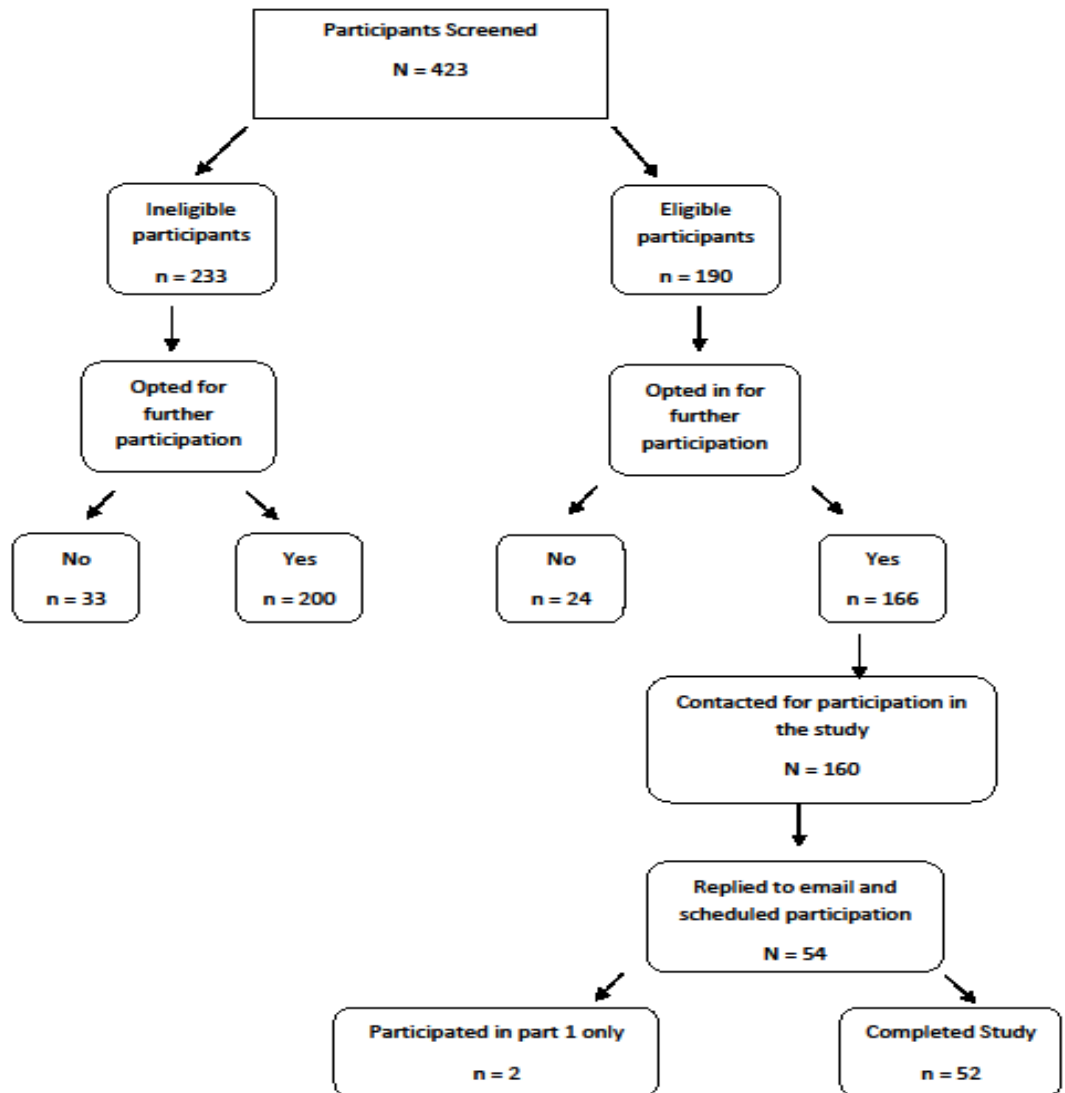 Participants Screened
N = 423
Ineligible
participants
n = 233
Eligible
participants
n = 190
Opted for
further
participation
Opted in for
further
participation
No
n = 33
Yes
n = 200
No
n = 24
Yes
n = 166
Contacted for participation in
the study
N = 160
Replied to email and
scheduled participation
N = 54
Participated in part 1 only
n = 2
Completed Study
n = 52